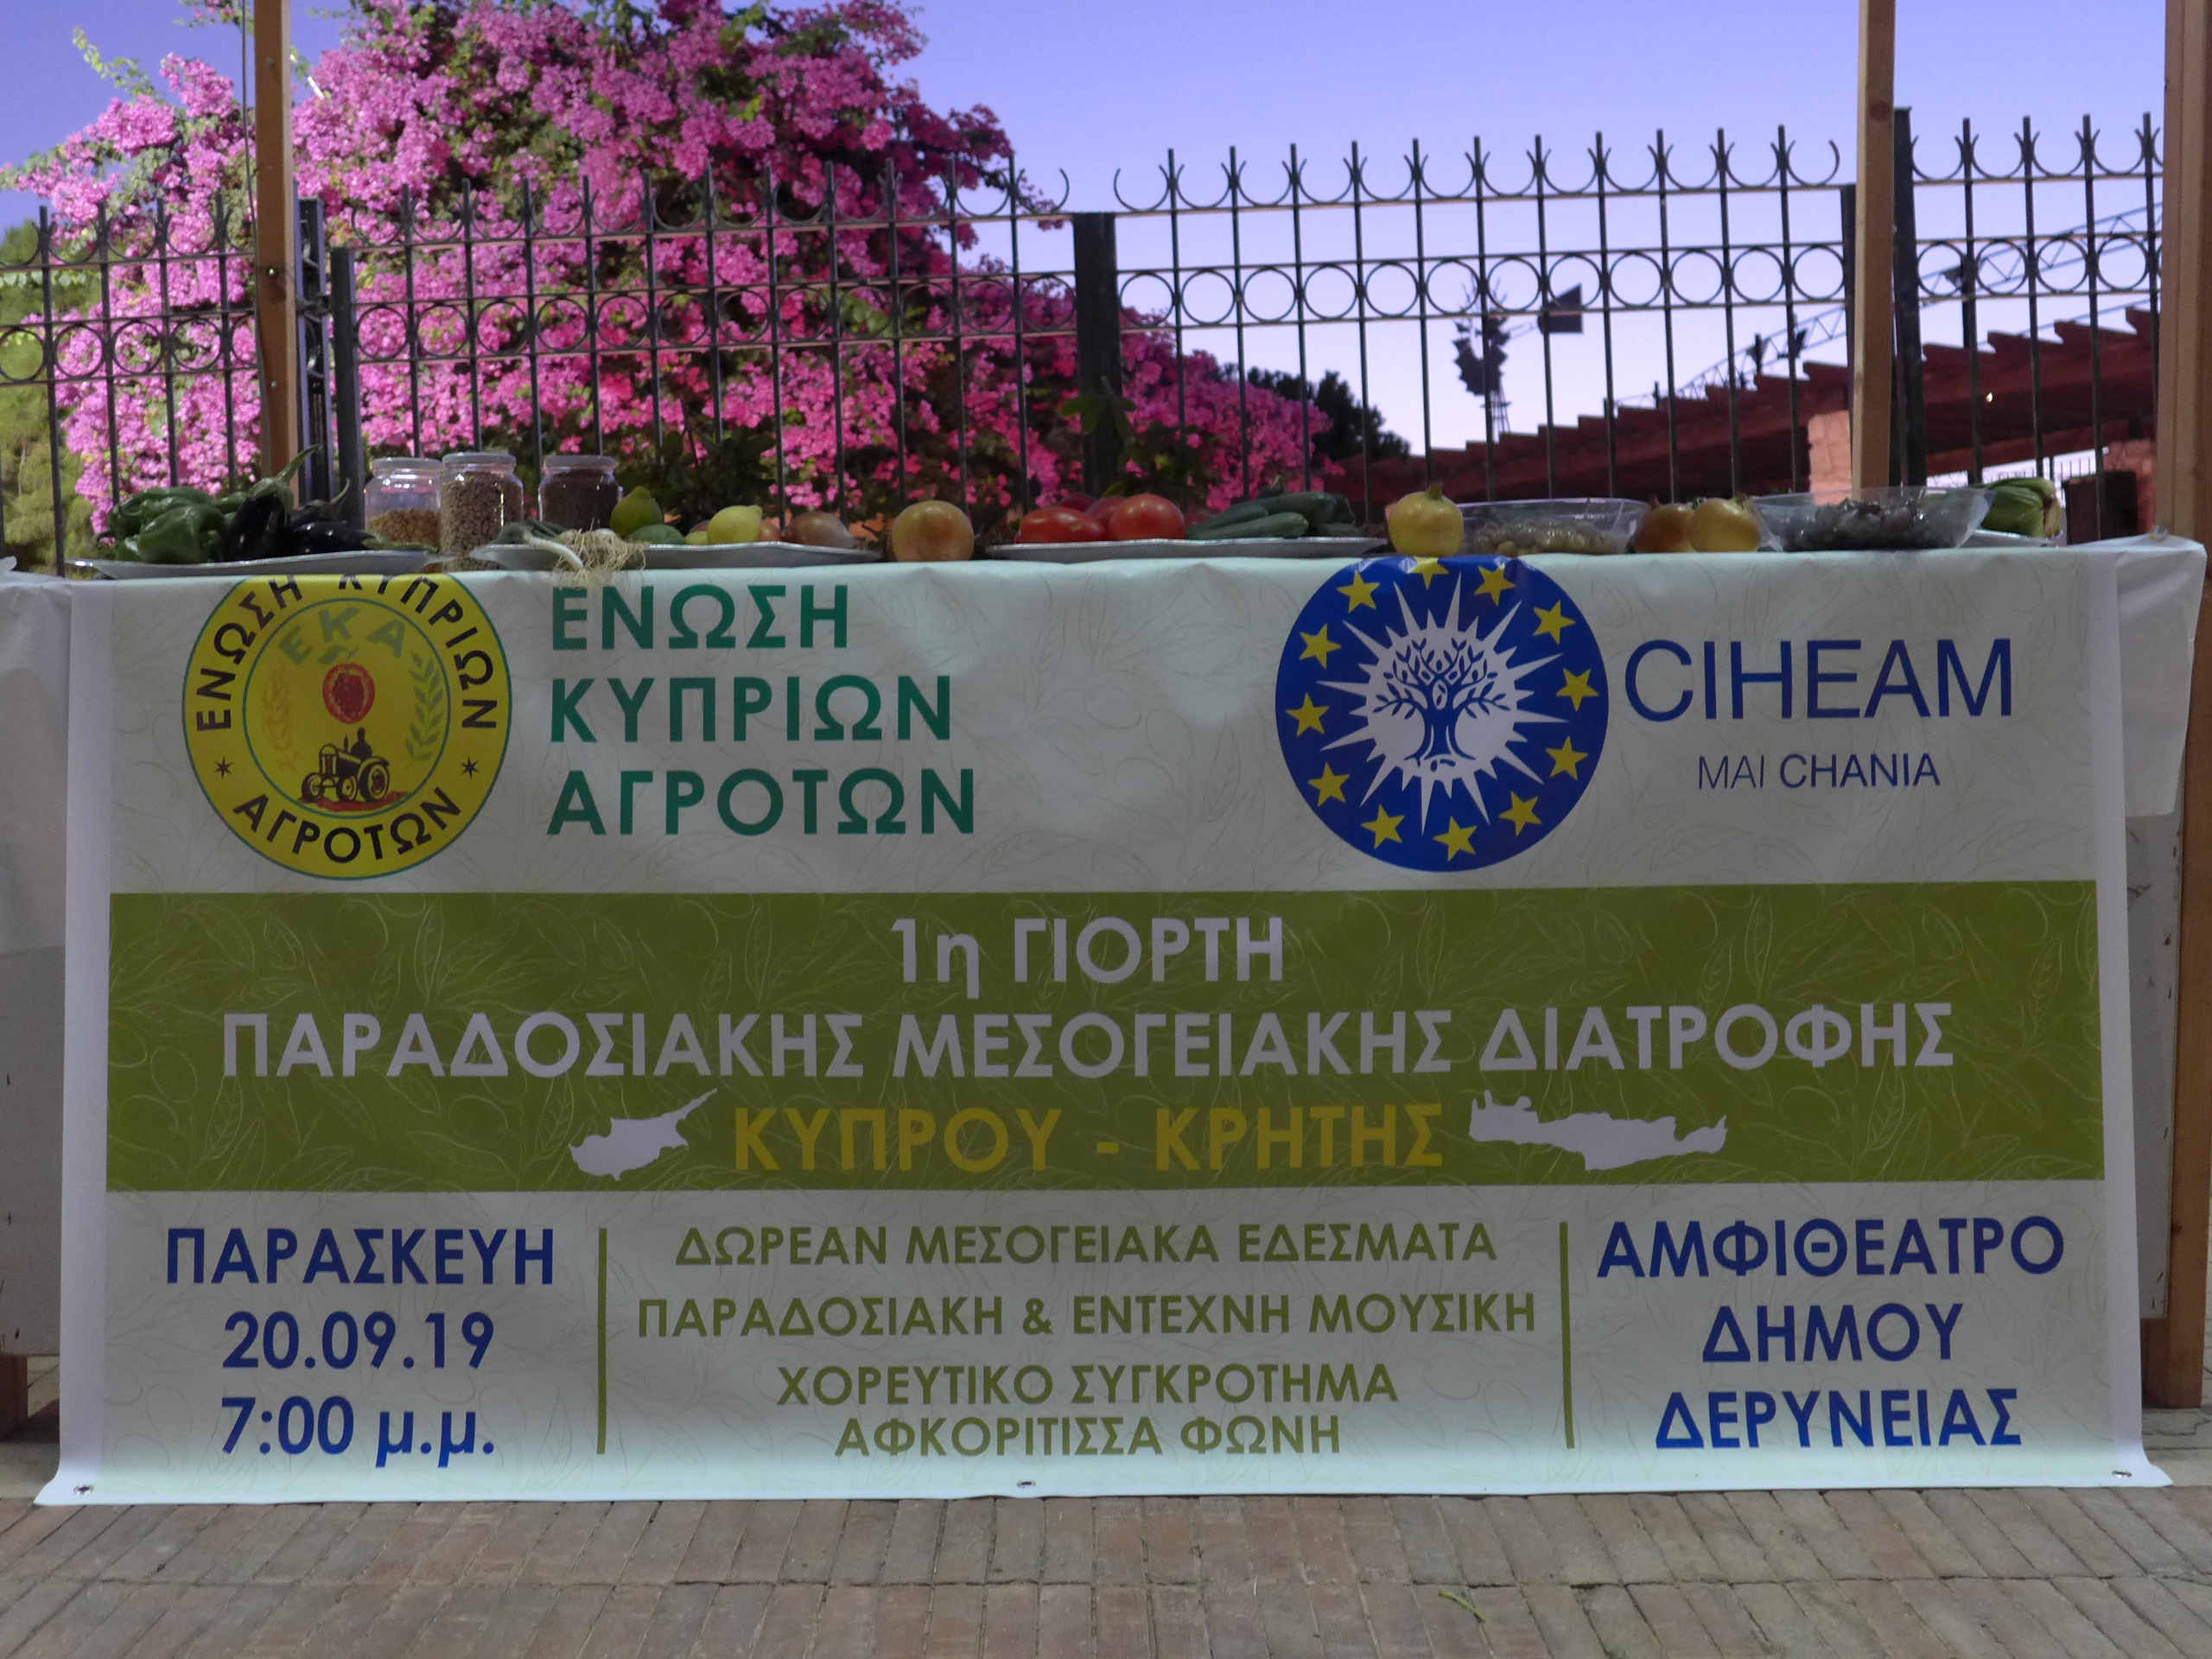 ΕΝΩΣΗ ΚΥΠΡΙΩΝ
ΑΓΡΟΤΩΝ
ΕΚΑ
ΕΝΩΣΗ
ΚΥΠΡΙΩΝ
ΑΓΡΟΤΩΝ
CIHEAM
MAI CHANIA
1η ΓΙΟΡΤΗ
ΠΑΡΑΔΟΣΙΑΚΗΣ ΜΕΣΟΓΕΙΑΚΗΣ ΔΙΑΤΡΟΦΗΣ
ΚΥΠΡΟΥ - ΚΡΗΤΗΣ
ΠΑΡΑΣΚΕΥΗ
20.09.19
7:00 μ.μ.
ΔΩΡΕΑΝ ΜΕΣΟΓΕΙΑΚΑ ΕΔΕΣΜΑΤΑ
ΠΑΡΑΔΟΣΙΑΚΗ & ΕΝΤΕΧΝΗ ΜΟΥΣΙΚΗ
ΧΟΡΕΥΤΙΚΟ ΣΥΓΚΡΟΤΗΜΑ
ΑΦΚΟΡΙΤΙΣΣΑ ΦΩΝΗ
ΑΜΦΙΘΕΑΤΡΟ
ΔΗΜΟΥ
ΔΕΡΥΝΕΙΑΣ